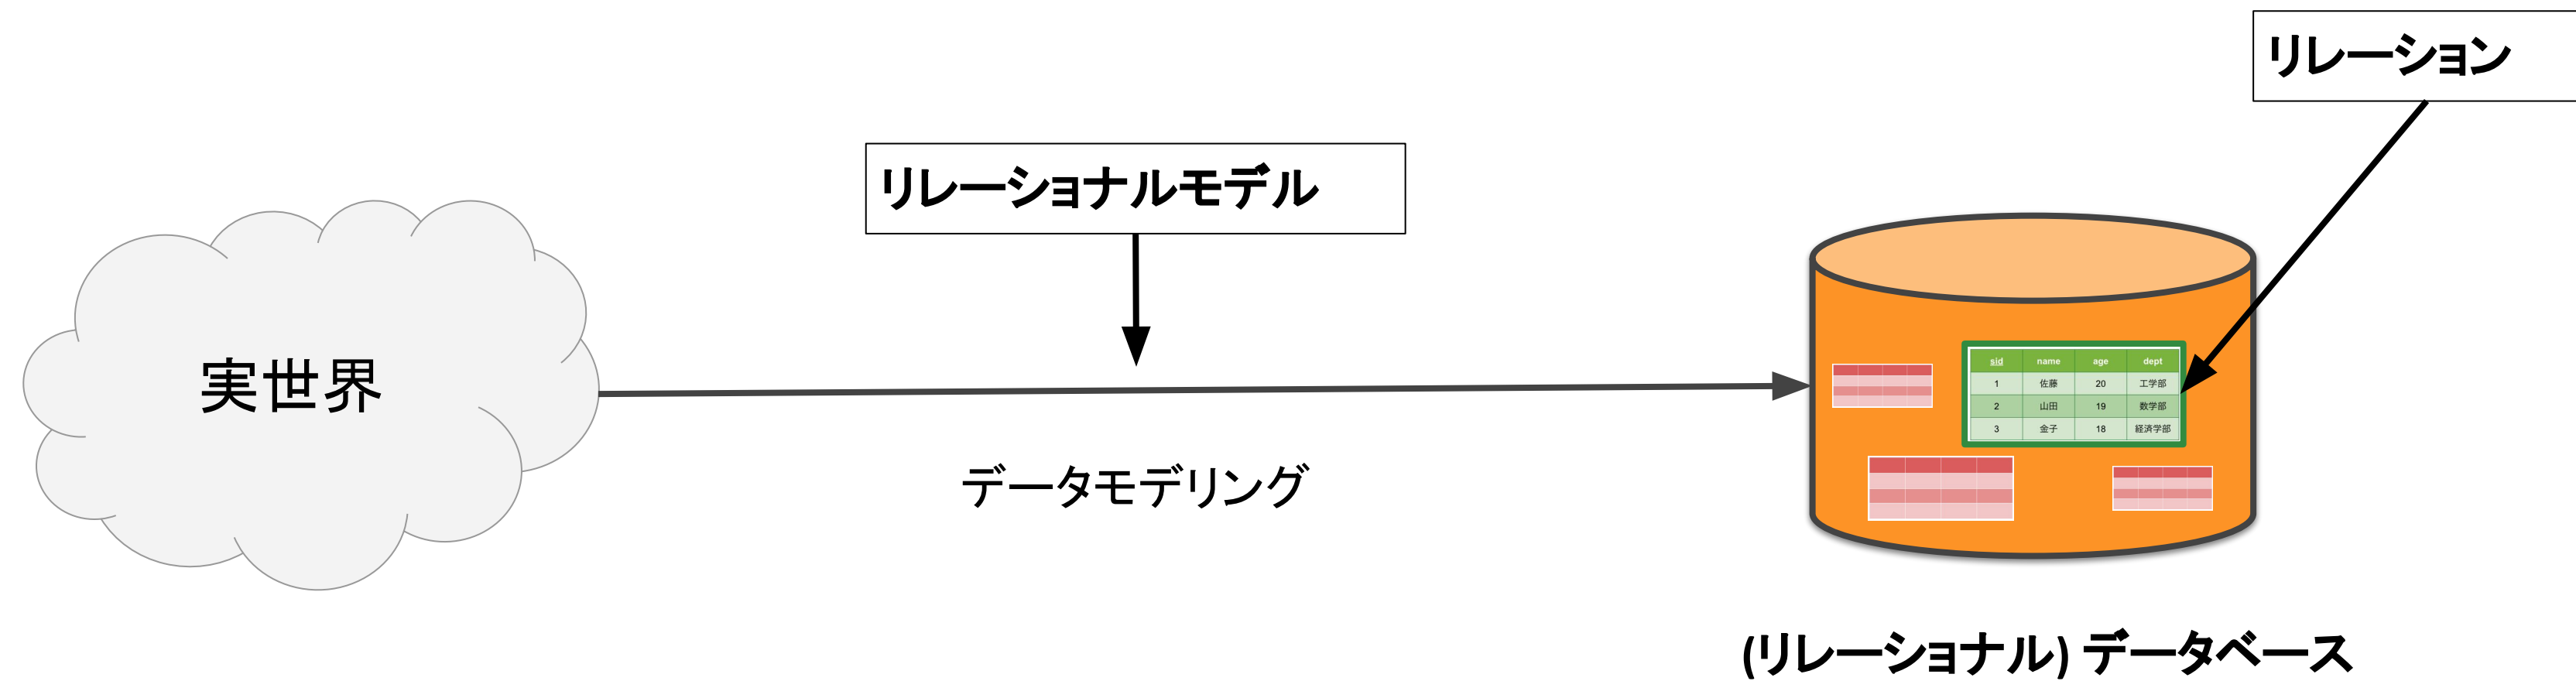 リレーション
リレーショナルモデル
実世界
データモデリング
sid name age dept
1 佐藤 20 工学部
2 山田 19 数学部
3 金子 18 経済学部
(リレーショナル) データベース